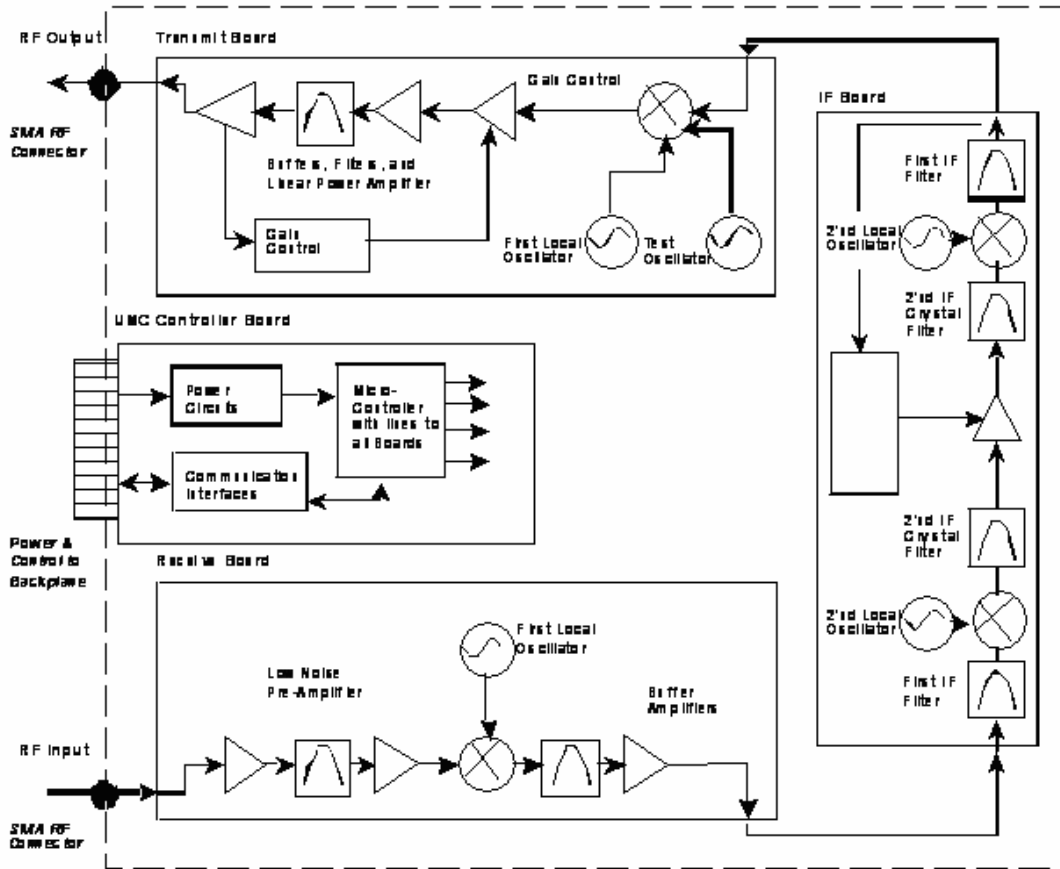 RF Output
Transmit Board
Gain Control
SMA RF
Connector
Buffers, Filters, and
Linear Power Amplifier
Gain
Control
First Local
Oscillator
Test
Oscillator
IF Board
First IF
Filter
2'nd Local
Oscillator
2'nd IF
Crystal
Filter
2'nd IF
Crystal
Filter
2'nd Local
Oscillator
First IF
Filter
UMC Controller Board
Power
Circuits
Micro-
Controller
with lines to
all Boards
Communication
Interfaces
Power &
Control to
Backplane
Receive Board
First Local
Oscillator
Low Noise
Pre-Amplifier
Buffer
Amplifiers
RF Input
SMA RF
Connector